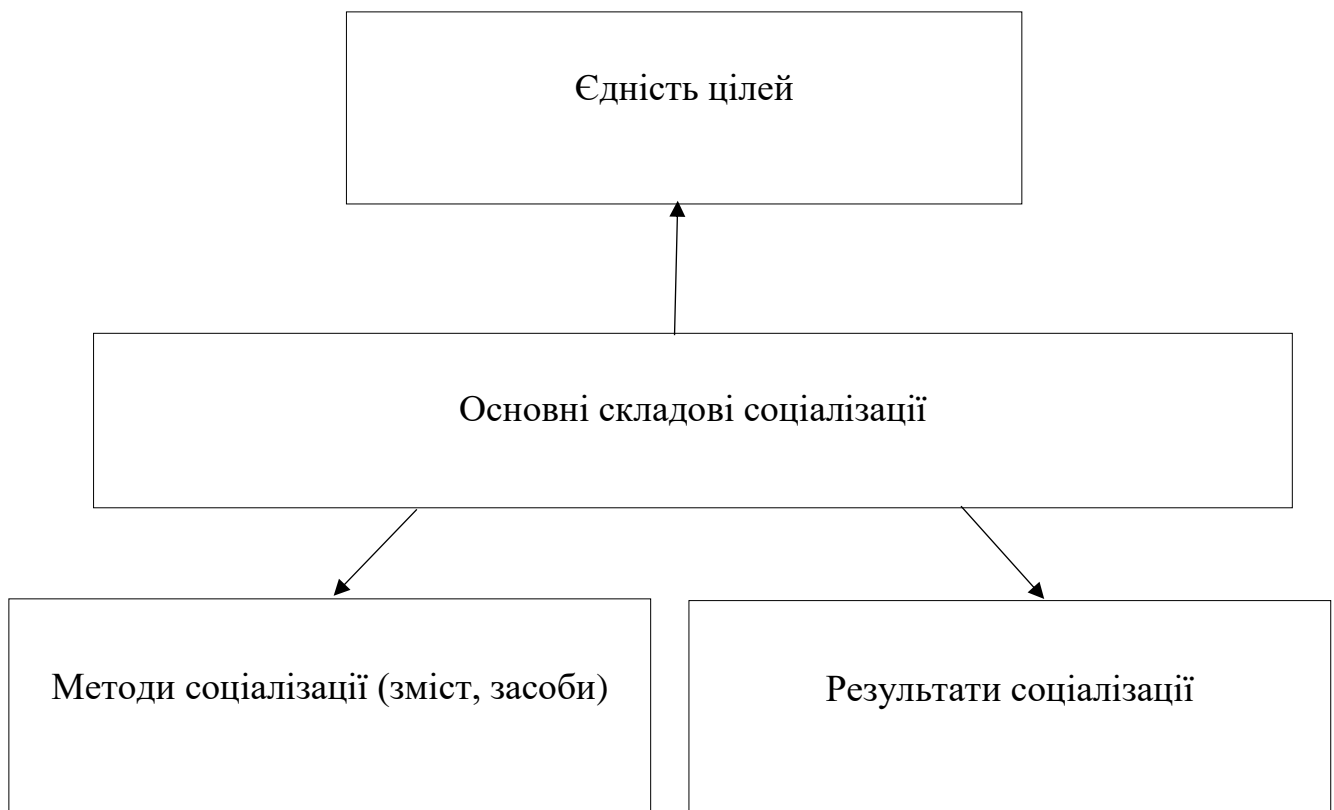 Єдність цілей
Основні складові соціалізації
Методи соціалізації (зміст, засоби)
Результати соціалізації